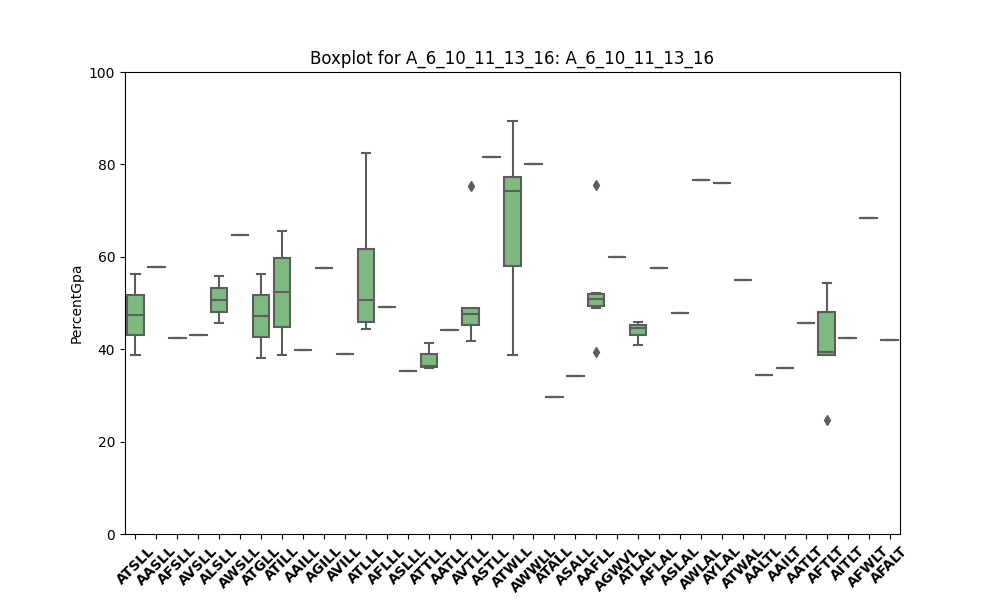 Boxplot for A_6_10_11_13_16: A_6_10_11_13_16
PercentGpa
100
80
60
40
20
0
ATSLL
AASLL
AFSLL
AVSLL
ALSLL
AWSLL
ATGLL
ATILL
AAILL
AGILL
AVILL
ATLLL
AFLLL
ASLLL
ATTLL
AATLL
AVTLL
ASTLL
ATWLL
AWWLL
ATALL
ASALL
AAFLL
AGWVL
ATLAL
AFLAL
ASLAL
AWLAL
AYLAL
ATWAL
AALTL
AAILT
AATLT
AFTLT
AITLT
AFWLT
AFALT